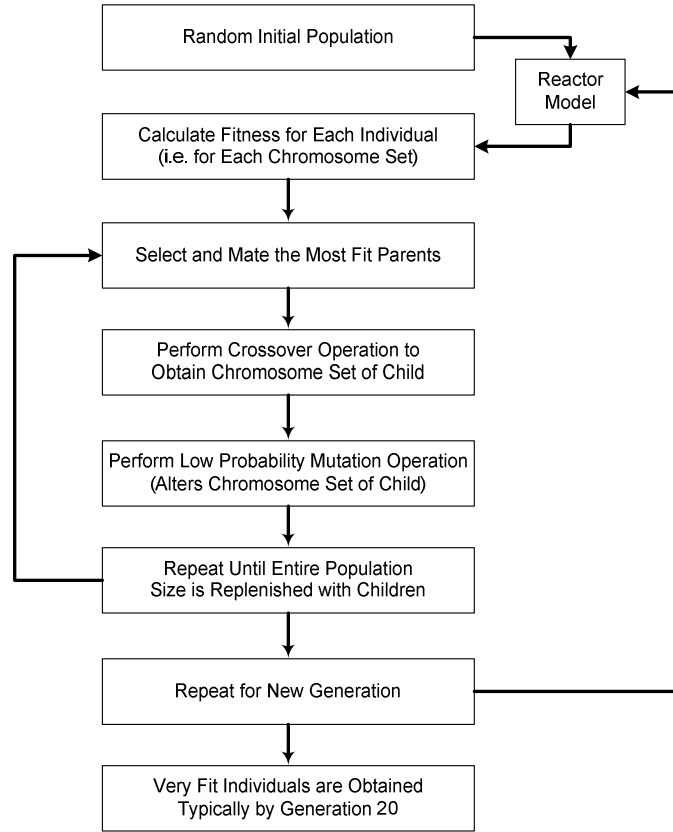 Random Initial Population
Reactor
Model
Calculate Fitness for Each Individual
(i.e. for Each Chromosome Set)
Select and Mate the Most Fit Parents
Perform Crossover Operation to
Obtain Chromosome Set of Child
Perform Low Probability Mutation Operation
(Alters Chromosome Set of Child)
Repeat Until Entire Population
Size is Replenished with Children
Repeat for New Generation
Very Fit Individuals are Obtained
Typically by Generation 20